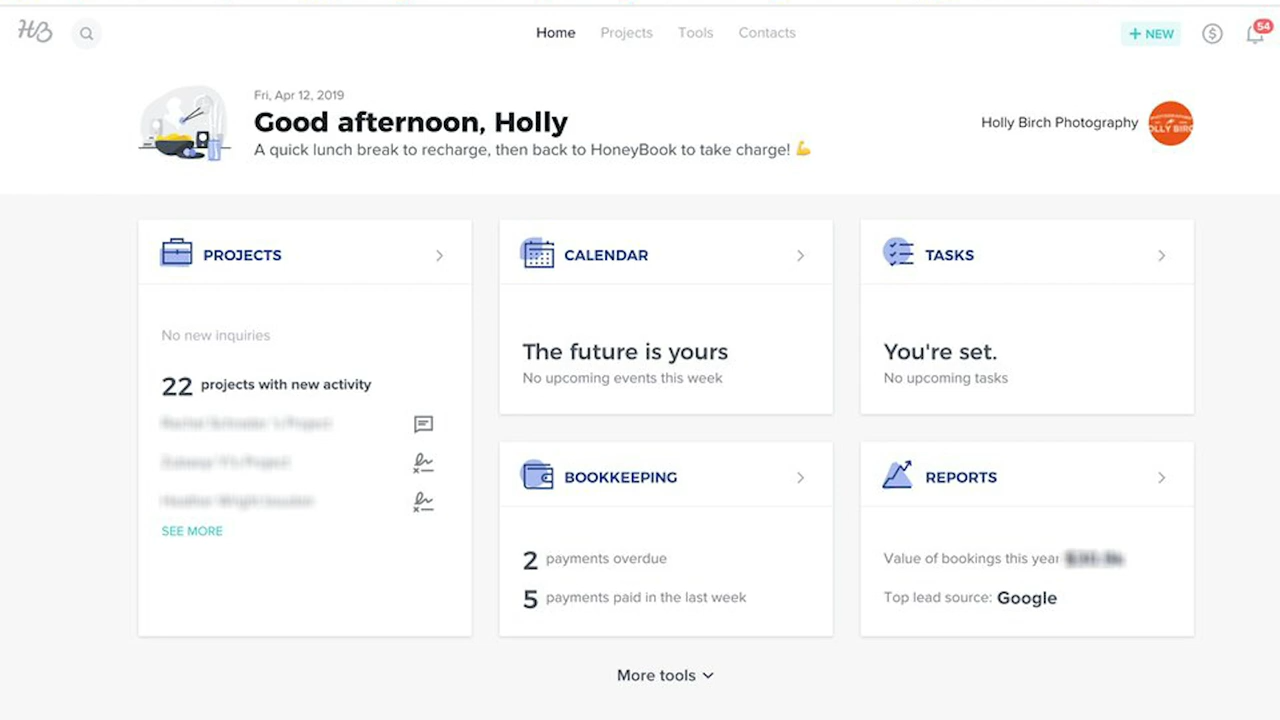 HB
Home
Projects
Tools
Contacts
+ NEW
$
54
Fri, Apr 12, 2019
Good afternoon, Holly
A quick lunch break to recharge, then back to HoneyBook to take charge! 💪
Holly Birch Photography
OLLY BIRC
PROJECTS
No new inquiries
22 projects with new activity
SEE MORE
CALENDAR
The future is yours
No upcoming events this week
TASKS
You're set.
No upcoming tasks
BOOKKEEPING
2 payments overdue
5 payments paid in the last week
REPORTS
Value of bookings this year
Top lead source: Google
More tools